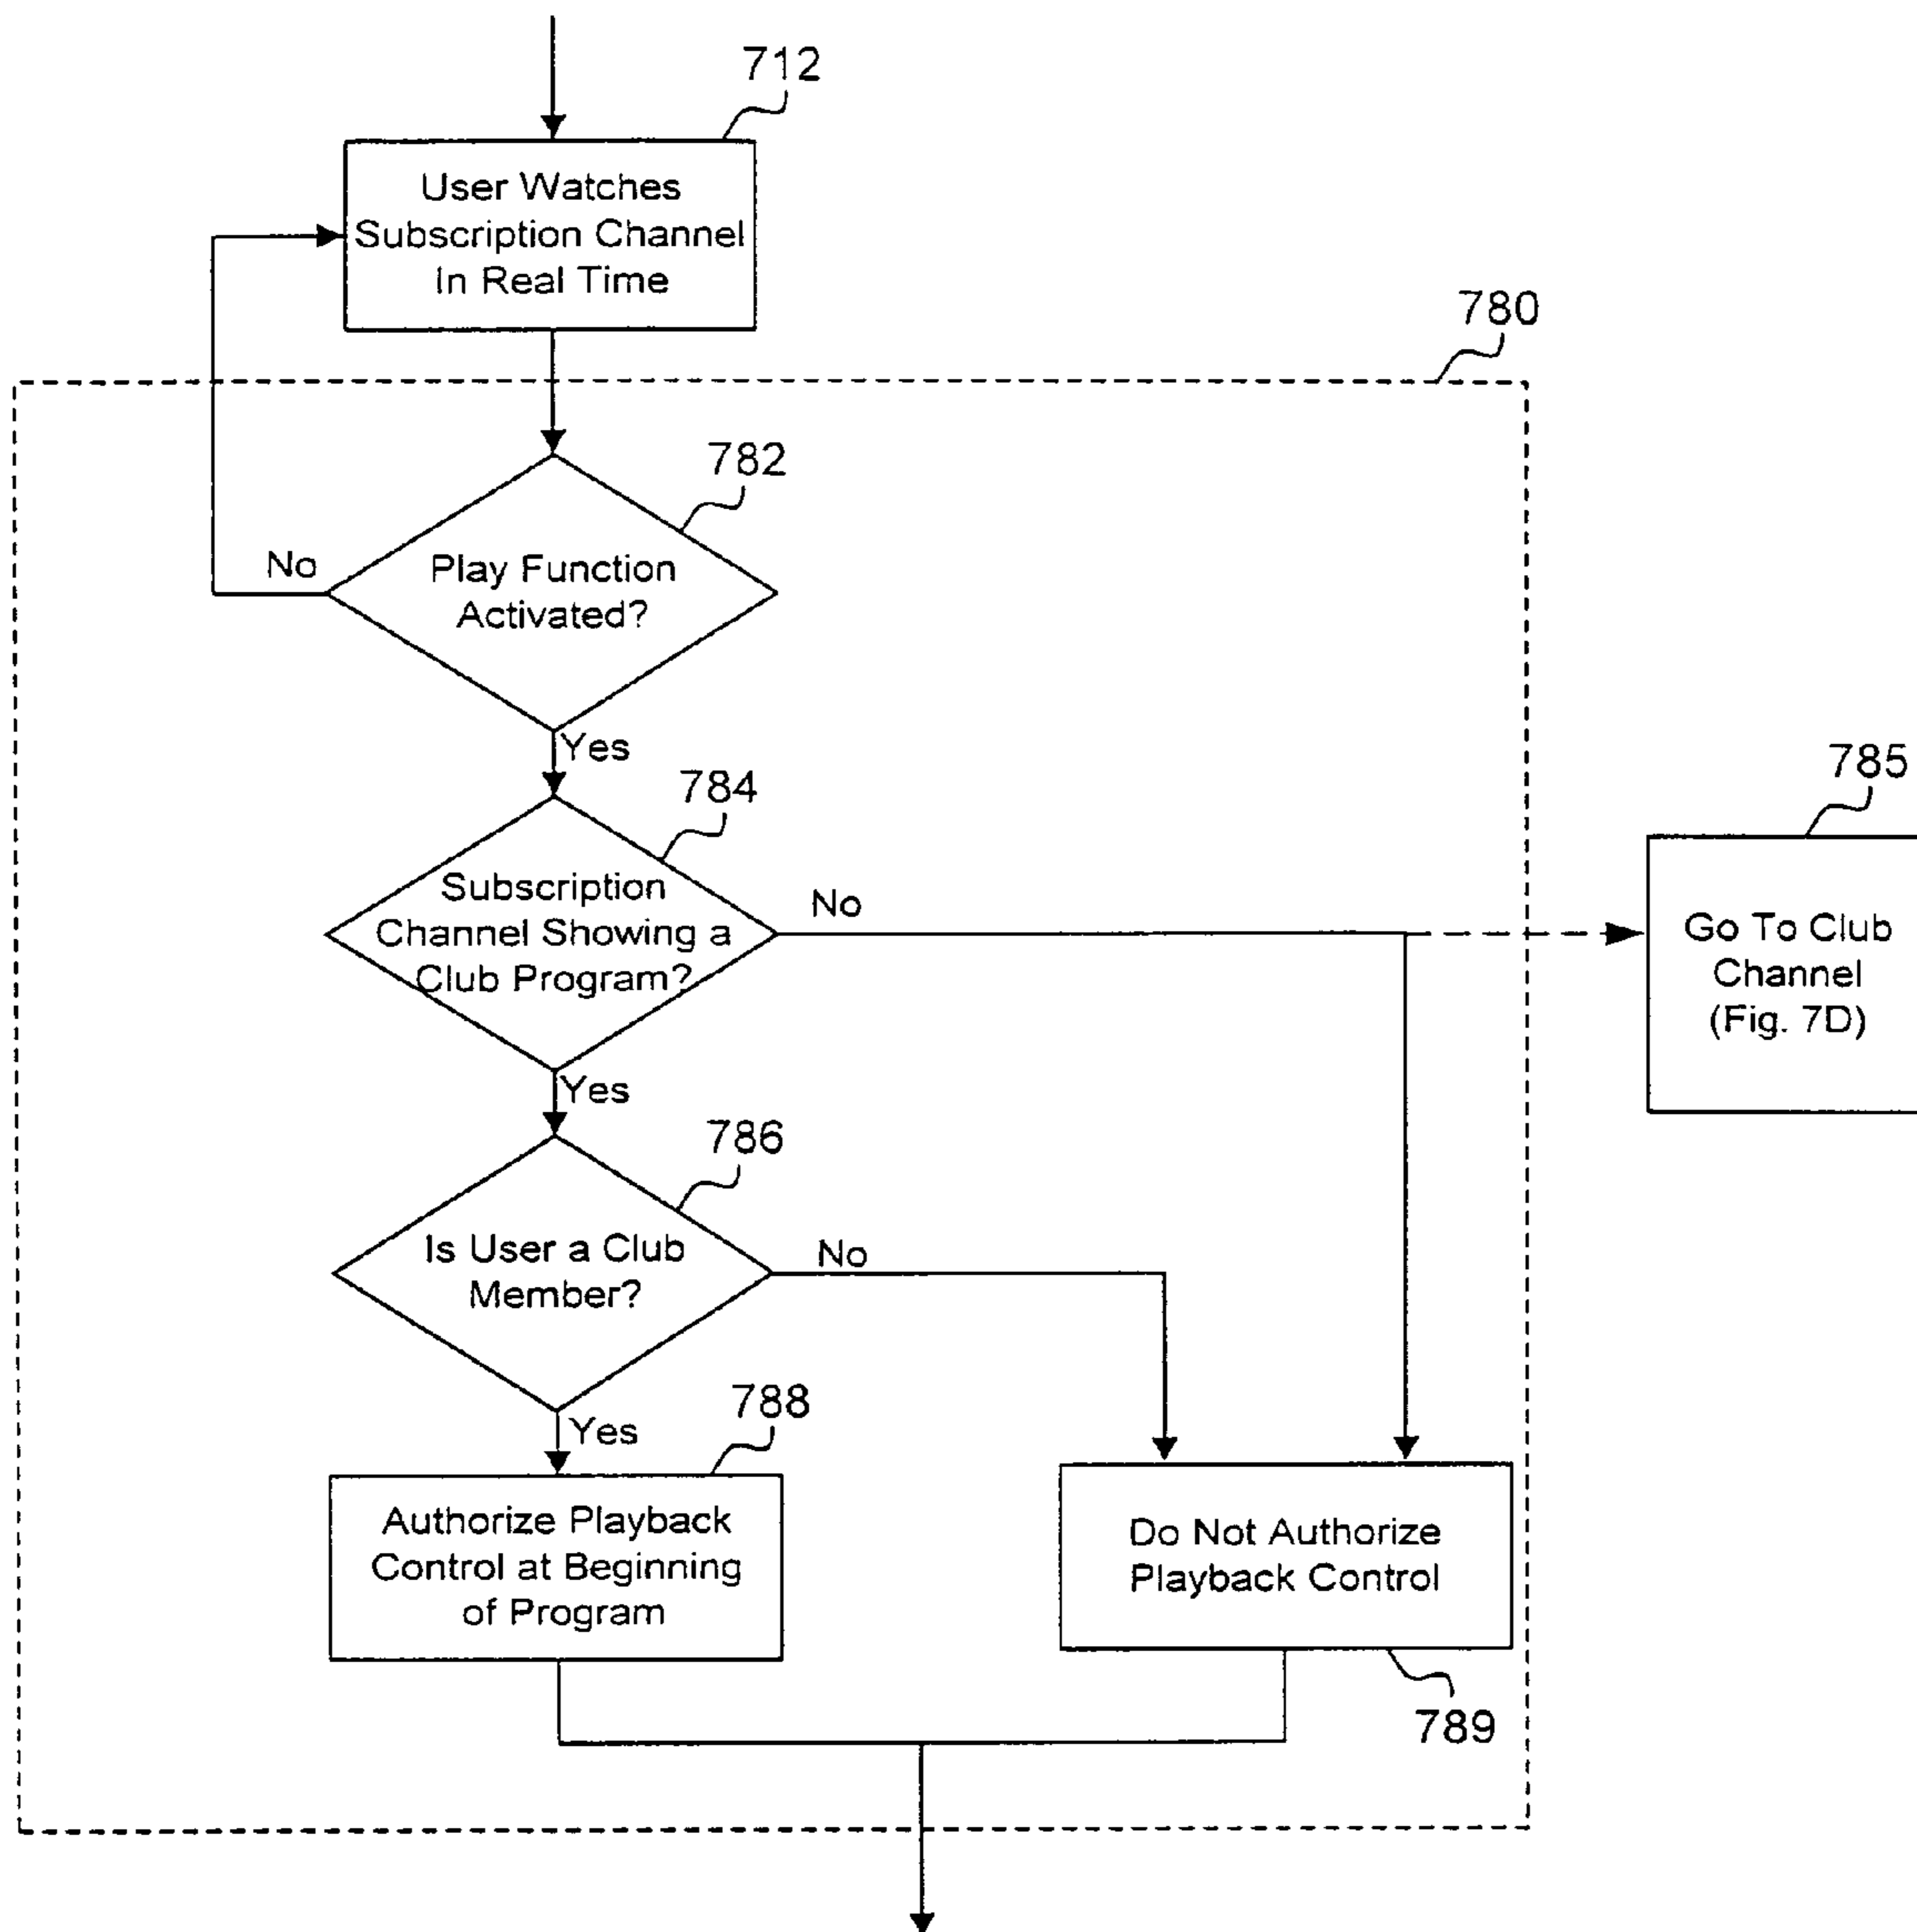 712
User Watches
Subscription Channel
In Real Time
780
782
No
Play Function
Activated?
Yes
784
785
Subscription
Channel Showing a
Club Program?
No
Go To Club
Channel
(Fig. 7D)
Yes
786
Is User a Club
Member?
No
Yes
788
Authorize Playback
Control at Beginning
of Program
Do Not Authorize
Playback Control
789